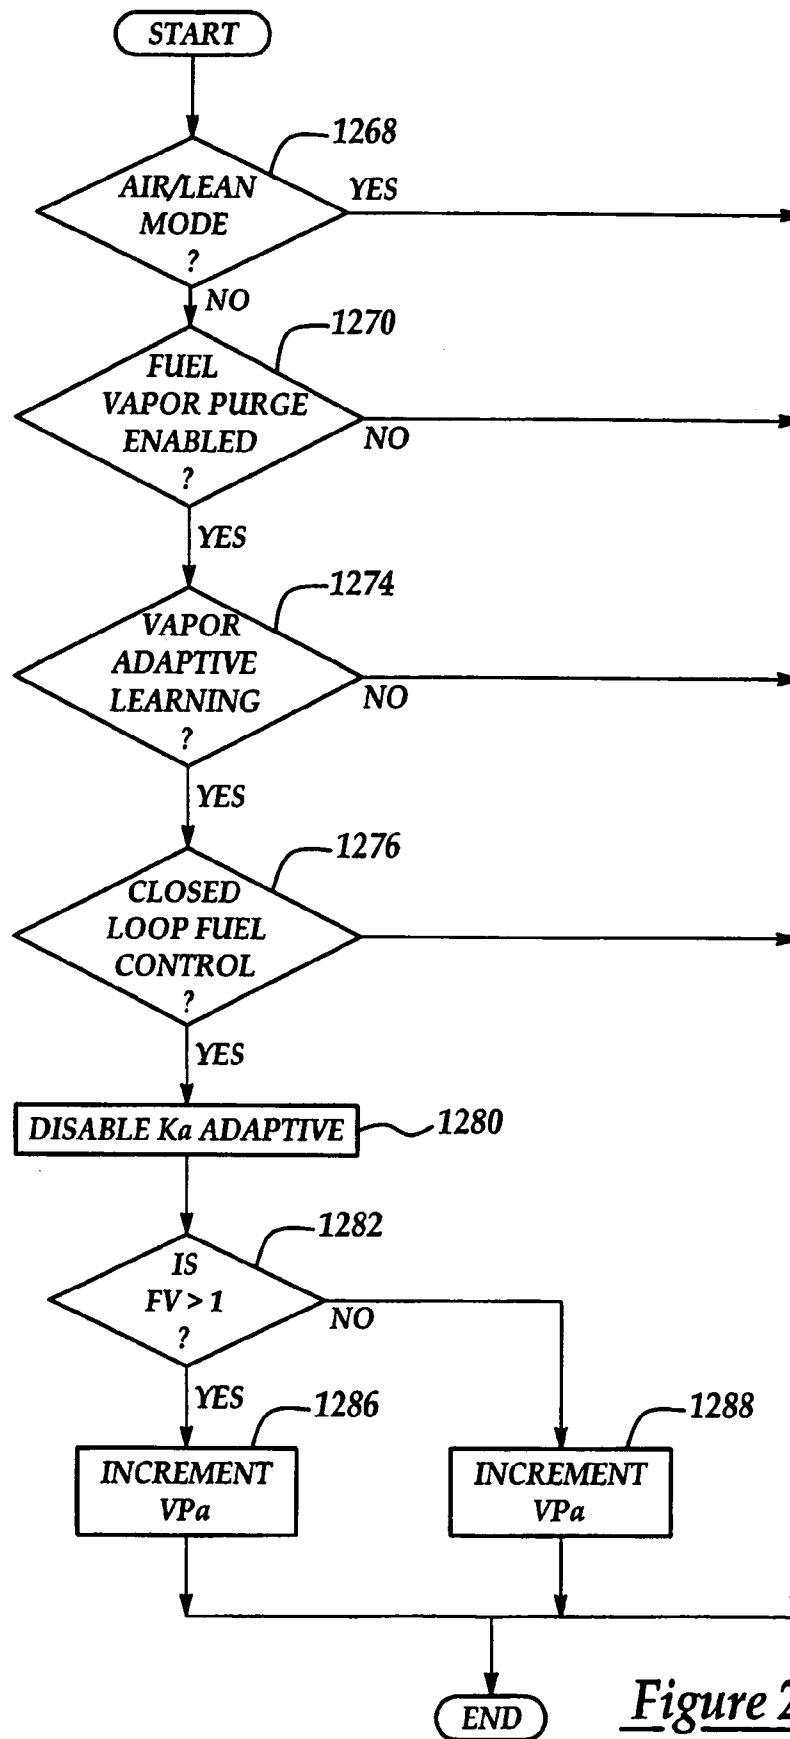 START
1268
AIR/LEAN
MODE
?
YES
NO
1270
FUEL
VAPOR PURGE
ENABLED
?
NO
YES
1274
VAPOR
ADAPTIVE
LEARNING
?
NO
YES
1276
CLOSED
LOOP FUEL
CONTROL
?
YES
DISABLE Ka ADAPTIVE
1280
1282
IS
FV > 1
?
NO
YES
1286
INCREMENT
VPa
1288
INCREMENT
VPa
END
Figure 2